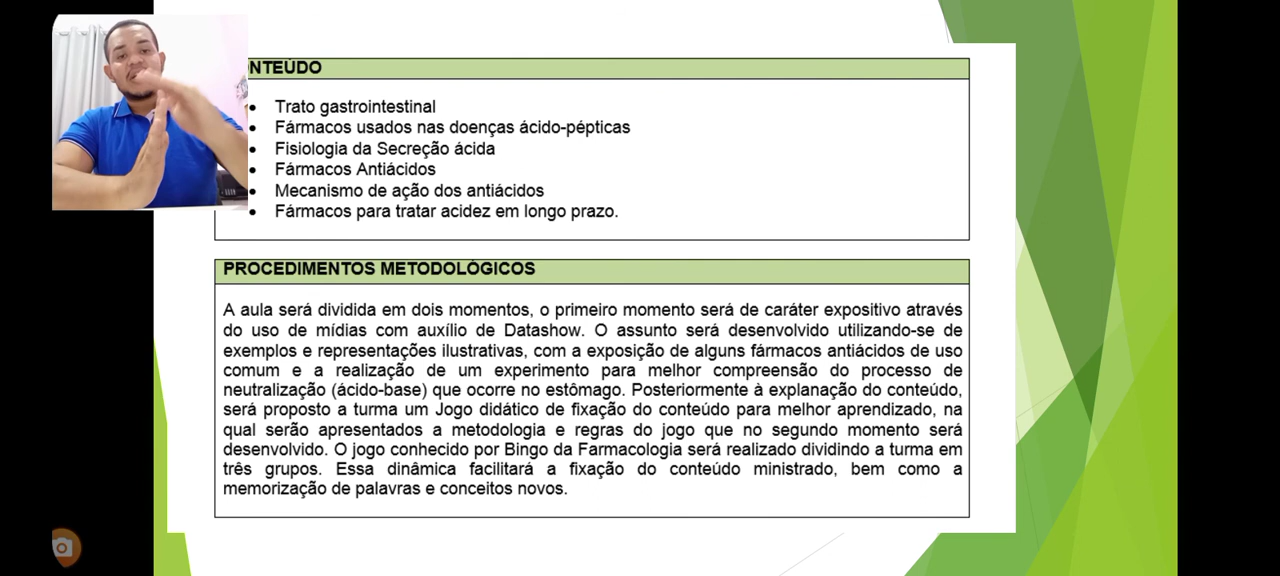 NTEÚDO
• Trato gastrointestinal
• Fármacos usados nas doenças ácido-pépticas
• Fisiologia da Secreção ácida
• Fármacos Antiácidos
• Mecanismo de ação dos antiácidos
• Fármacos para tratar acidez em longo prazo.
PROCEDIMENTOS METODOLÓGICOS
A aula será dividida em dois momentos, o primeiro momento será de caráter expositivo através
do uso de mídias com auxílio de Datashow. O assunto será desenvolvido utilizando-se de
exemplos e representações ilustrativas, com a exposição de alguns fármacos antiácidos de uso
comum e a realização de um experimento para melhor compreensão do processo de
neutralização (ácido-base) que ocorre no estômago. Posteriormente à explanação do conteúdo,
será proposto a turma um Jogo didático de fixação do conteúdo para melhor aprendizado, na
qual serão apresentados a metodologia e regras do jogo que no segundo momento será
desenvolvido. O jogo conhecido por Bingo da Farmacologia será realizado dividindo a turma em
três grupos. Essa dinâmica facilitará a fixação do conteúdo ministrado, bem como a
memorização de palavras e conceitos novos.